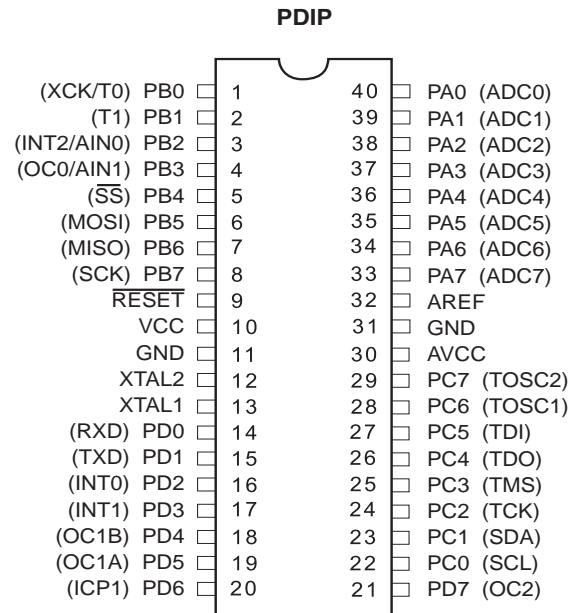 PDIP
(XCK/T0) PB0 1 40 PA0 (ADC0)
(T1) PB1 2 39 PA1 (ADC1)
(INT2/AIN0) PB2 3 38 PA2 (ADC2)
(OC0/AIN1) PB3 4 37 PA3 (ADC3)
(SS) PB4 5 36 PA4 (ADC4)
(MOSI) PB5 6 35 PA5 (ADC5)
(MISO) PB6 7 34 PA6 (ADC6)
(SCK) PB7 8 33 PA7 (ADC7)
RESET 9 32 AREF
VCC 10 31 GND
GND 11 30 AVCC
XTAL2 12 29 PC7 (TOSC2)
XTAL1 13 28 PC6 (TOSC1)
(RXD) PD0 14 27 PC5 (TDI)
(TXD) PD1 15 26 PC4 (TDO)
(INT0) PD2 16 25 PC3 (TMS)
(INT1) PD3 17 24 PC2 (TCK)
(OC1B) PD4 18 23 PC1 (SDA)
(OC1A) PD5 19 22 PC0 (SCL)
(ICP1) PD6 20 21 PD7 (OC2)